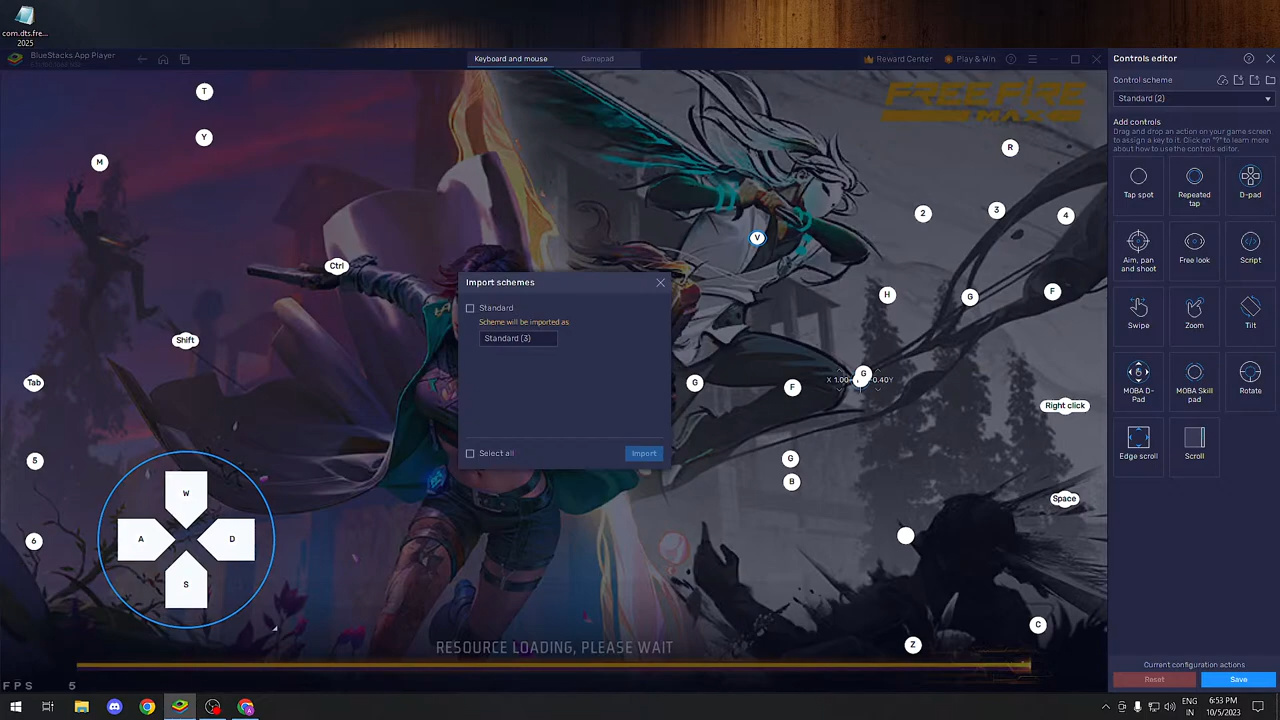 com.dts.fre...
2025
BlueStacks App Player
Keyboard and mouse
Gamepad
Reward Center
Play & Win
FREE FIRE
MAX
T
Y
M
R
2
3
4
V
Ctrl
H
G
F
Shift
Tab
G
F
X 1.00
G
0.40Y
Right click
5
G
B
Space
6
W
A
D
S
C
Z
Import schemes
Standard
Scheme will be imported as
Standard (3)
Select all
Import
RESOURCE LOADING, PLEASE WAIT
FPS 5
Controls editor
Control scheme
Standard (2)
Add controls
Drag and drop an action on your game screen
to assign a key to it. Click on "?" to learn more
about how to use the controls editor.
Tap spot
Repeated
tap
D-pad
Aim, pan
and shoot
Free look
Script
Swipe
Zoom
Tilt
MOBA D-
Pad
MOBA Skill
pad
Rotate
Edge scroll
Scroll
Current configuration actions
Reset
Save
ENG
IN
6:53 PM
10/5/2023